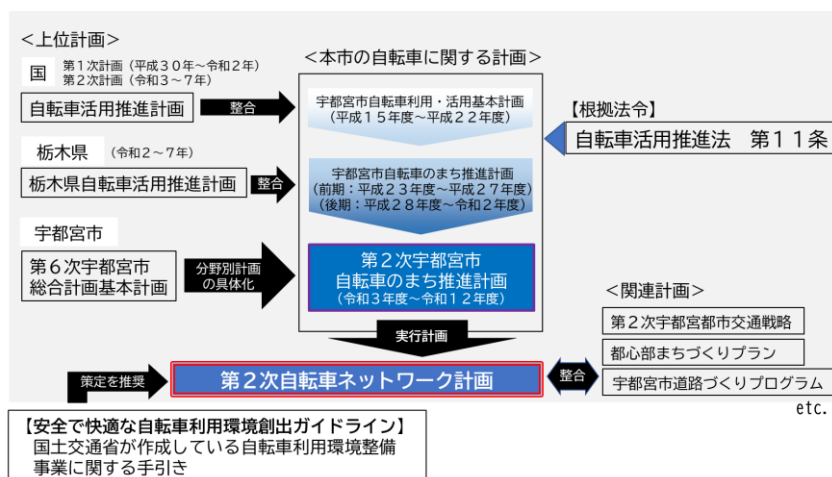 ＜上位計画＞
国 第１次計画（平成３０年～令和２年）
第２次計画（令和３～７年）
自転車活用推進計画
整合
栃木県 （令和２～７年）
栃木県自転車活用推進計画
整合
宇都宮市
第６次宇都宮市
総合計画基本計画
分野別計画
の具体化
＜本市の自転車に関する計画＞
宇都宮市自転車利用・活用基本計画
（平成１５年度～平成２２年度）
宇都宮市自転車のまち推進計画
（前期：平成２３年度～平成２７年度）
（後期：平成２８年度～令和２年度）
第２次宇都宮市
自転車のまち推進計画
（令和３年度～令和１２年度）
【根拠法令】
自転車活用推進法　第１１条
実行計画
策定を推奨
第２次自転車ネットワーク計画
整合
＜関連計画＞
第２次宇都宮都市交通戦略
都心部まちづくりプラン
宇都宮市道路づくりプログラム
etc.
【安全で快適な自転車利用環境創出ガイドライン】
国土交通省が作成している自転車利用環境整備
事業に関する手引き